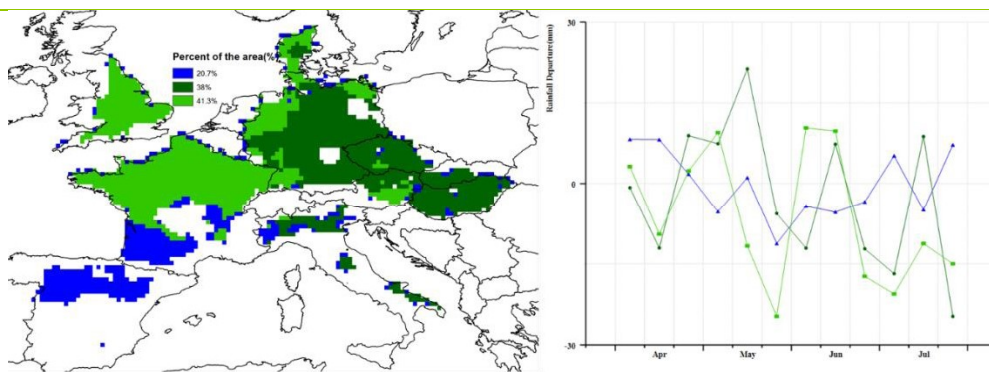 Percent of the area(%)
20.7%
38%
41.3%
Rainfall Departure(mm)
30
0
-30
Apr
May
Jun
Jul